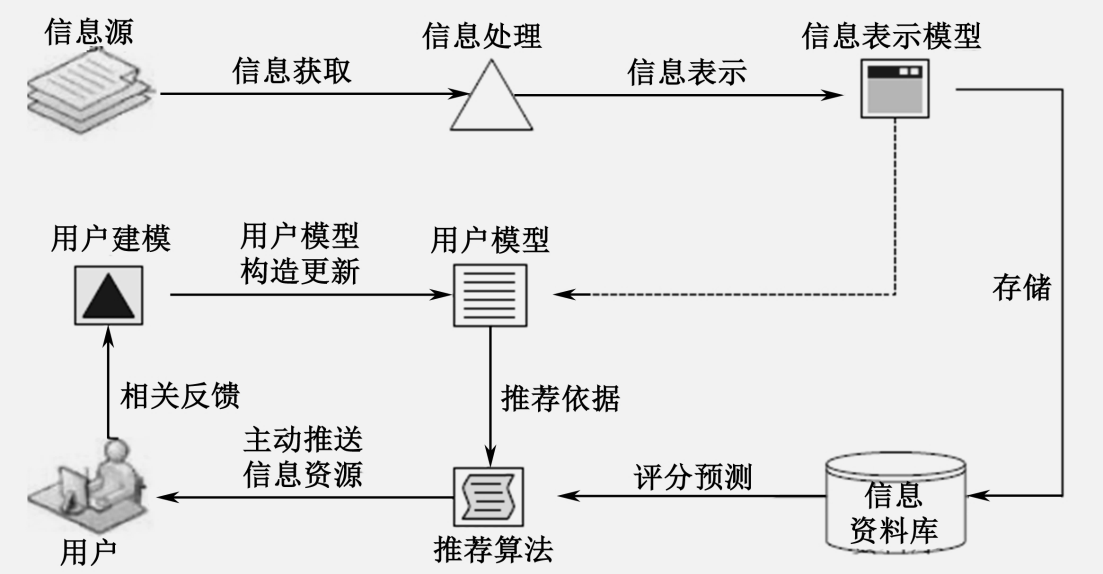 信息源
信息处理
信息表示模型
信息获取
信息表示
用户建模
用户模型
构造更新
用户模型
存储
相关反馈
推荐依据
主动推送
信息资源
评分预测
信息
资料库
用户
推荐算法